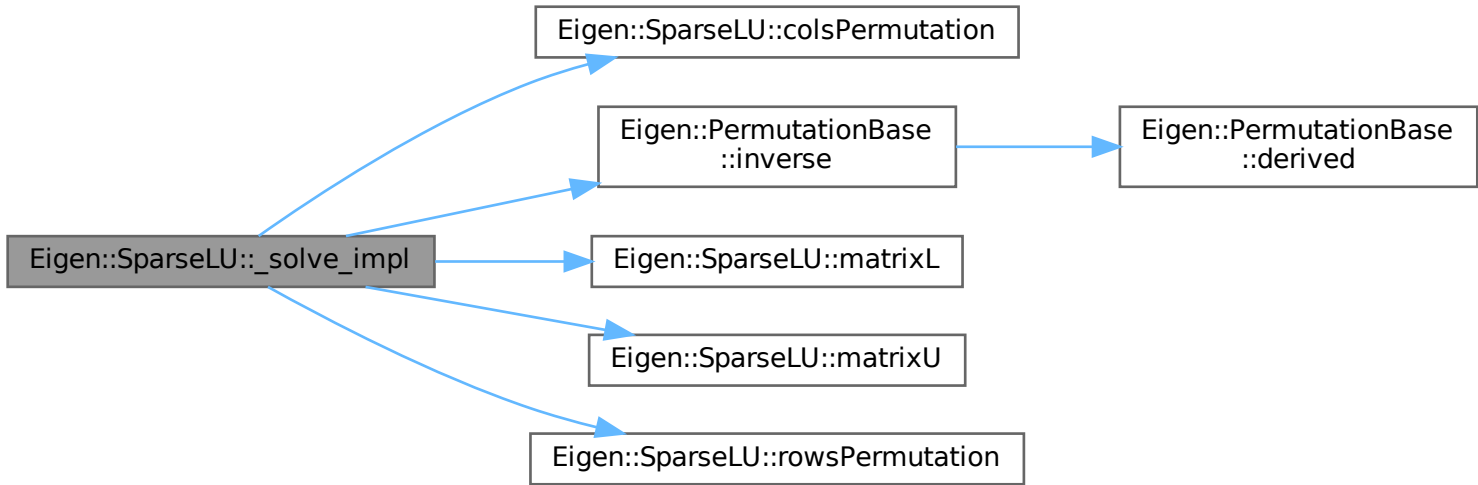 Eigen::SparseLU::colsPermutation
Eigen::PermutationBase
::inverse
Eigen::PermutationBase
::derived
Eigen::SparseLU::_solve_impl
Eigen::SparseLU::matrixL
Eigen::SparseLU::matrixU
Eigen::SparseLU::rowsPermutation